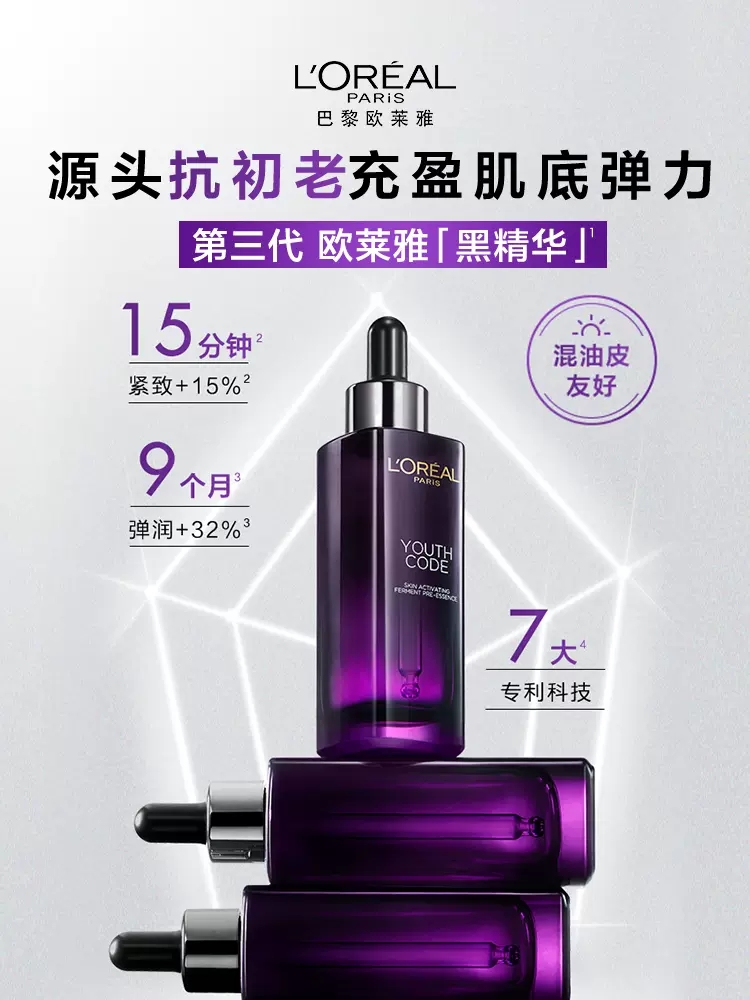 L'ORÉAL
PARiS
巴黎欧莱雅
源头抗初老充盈肌底弹力
第三代 欧莱雅「黑精华」1
15分钟2
紧致+15%2
混油皮
友好
9个月3
弹润+32%3
L'ORÉAL
PARiS
YOUTH
CODE
SKIN ACTIVATING
FERMENT PRE-ESSENCE
7大4
专利科技